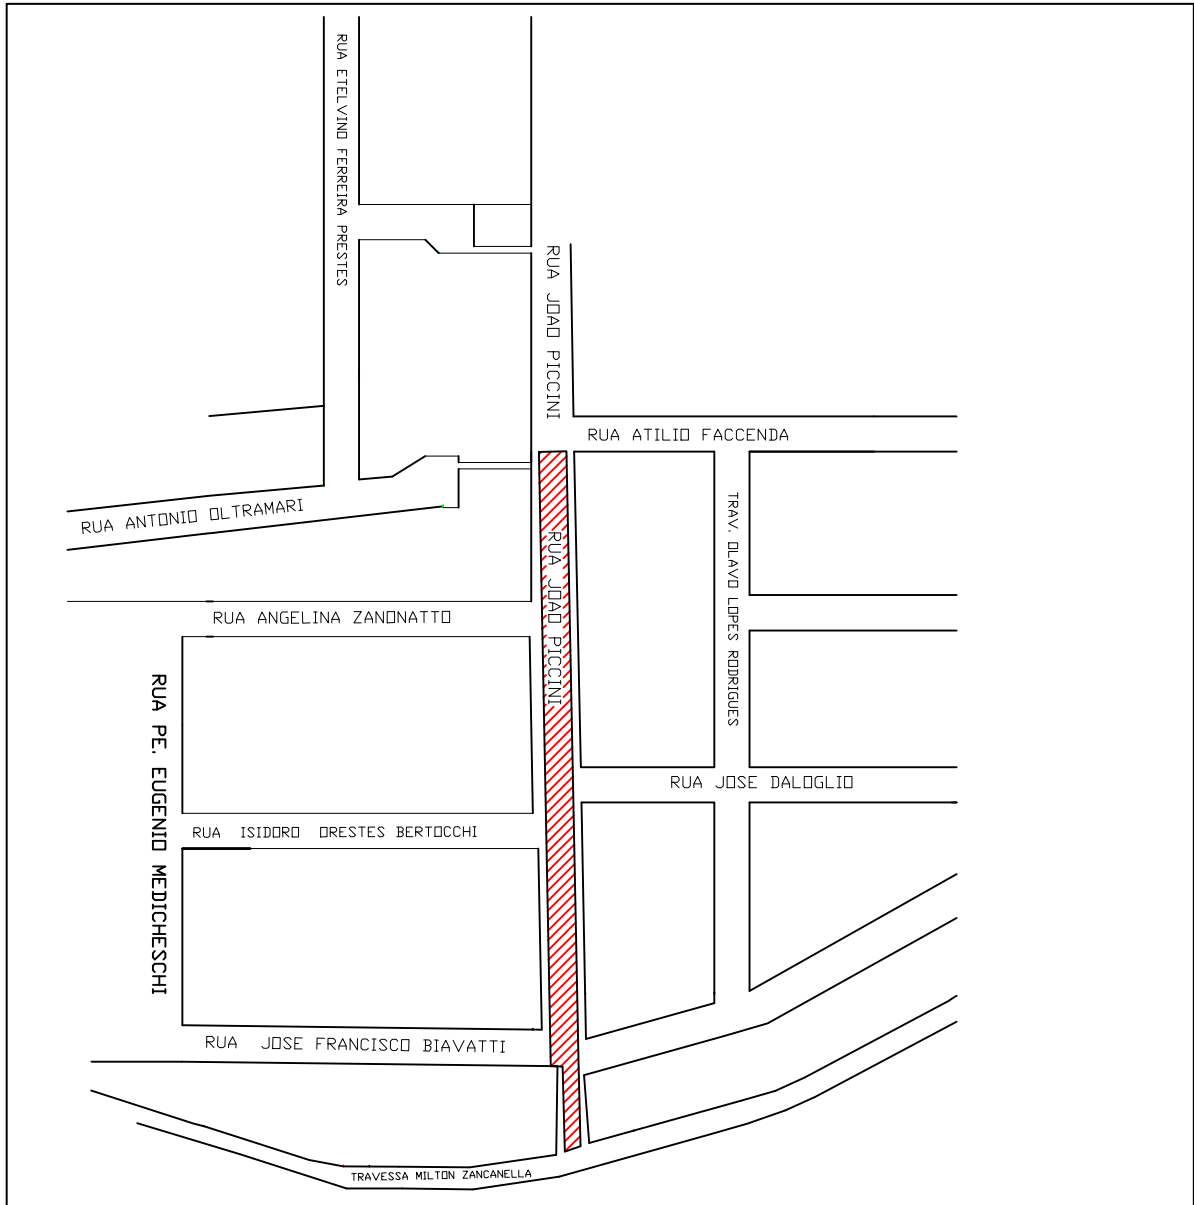 RUA ETELVINO FERREIRA PRESTES
RUA JOAO PICCINI
RUA ATILIO FACCENDA
RUA ANTONIO OLTRAMARI
TRAV. OLAVO LOPES RODRIGUES
RUA JOAO PICCINI
RUA ANGELINA ZANONATTO
RUA PE. EUGENIO MEDICHESCHI
RUA JOSE DALOGLIO
RUA ISIDORO ORESTES BERTOCCHI
RUA JOSE FRANCISCO BIAVATTI
TRAVESSA MILTON ZANCANELLA